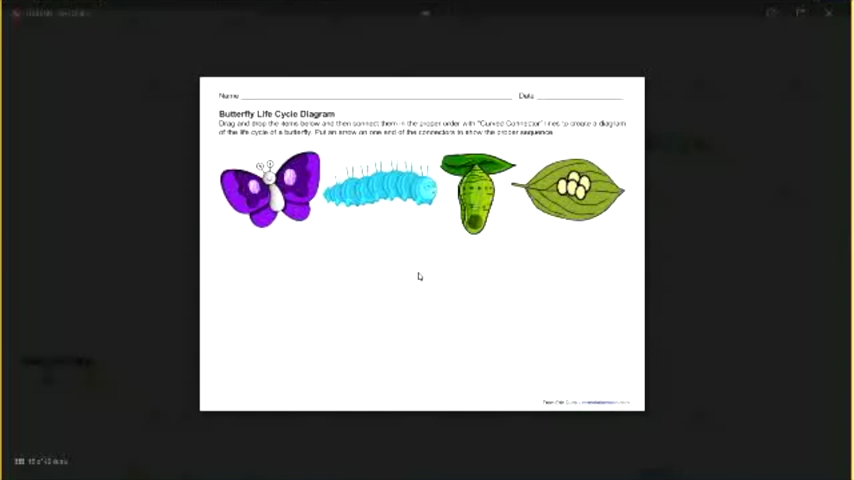 Name Date
Butterfly Life Cycle Diagram
Drag and drop the items below and then connect them in the proper order with "Curved Connector" lines to create a diagram
of the life cycle of a butterfly. Put an arrow on one end of the connectors to show the proper sequence.